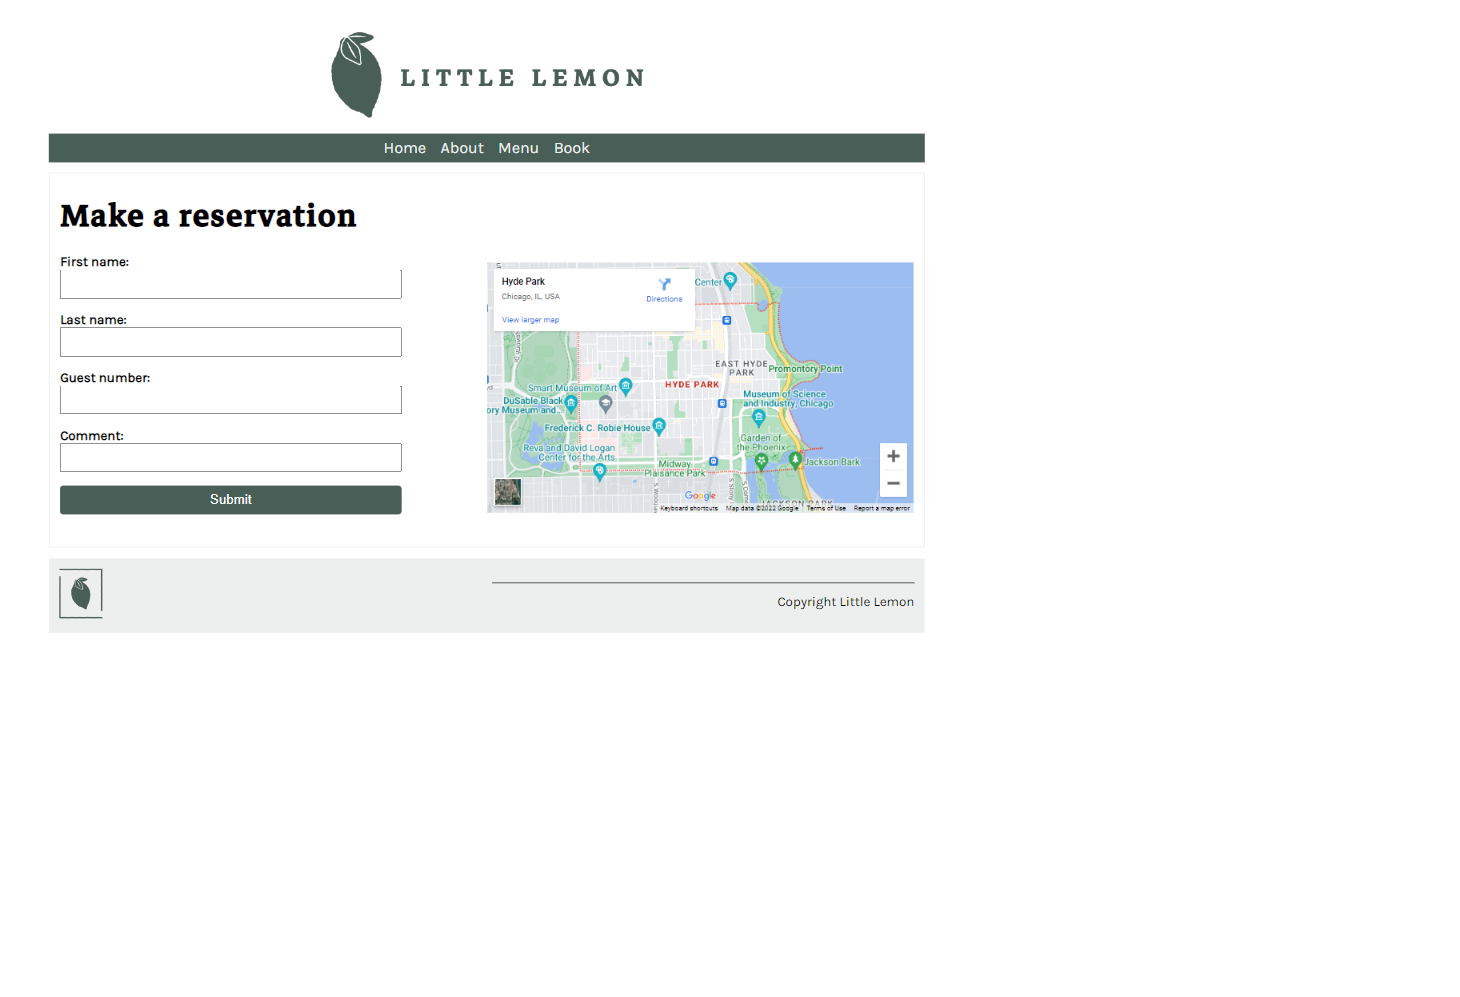 LITTLE LEMON
Home About Menu Book
Make a reservation
First name:
Last name:
Guest number:
Comment:
Submit
Hyde Park
Chicago, IL, USA
Directions
View larger map
Center
EAST HYDE
PARK
Promontory Point
HYDE PARK
Smart Museum of Art
Museum of Science
and Industry, Chicago
DuSable Black
ory Museum and...
Frederick C. Robie House
Garden of
the Phoenix
Reva and David Logan
Center for the Arts
Midway
Plaisance Park
Jackson Bark
JACKSON PARK
Google
Keyboard shortcuts Map data ©2022 Google Terms of Use Report a map error
Copyright Little Lemon